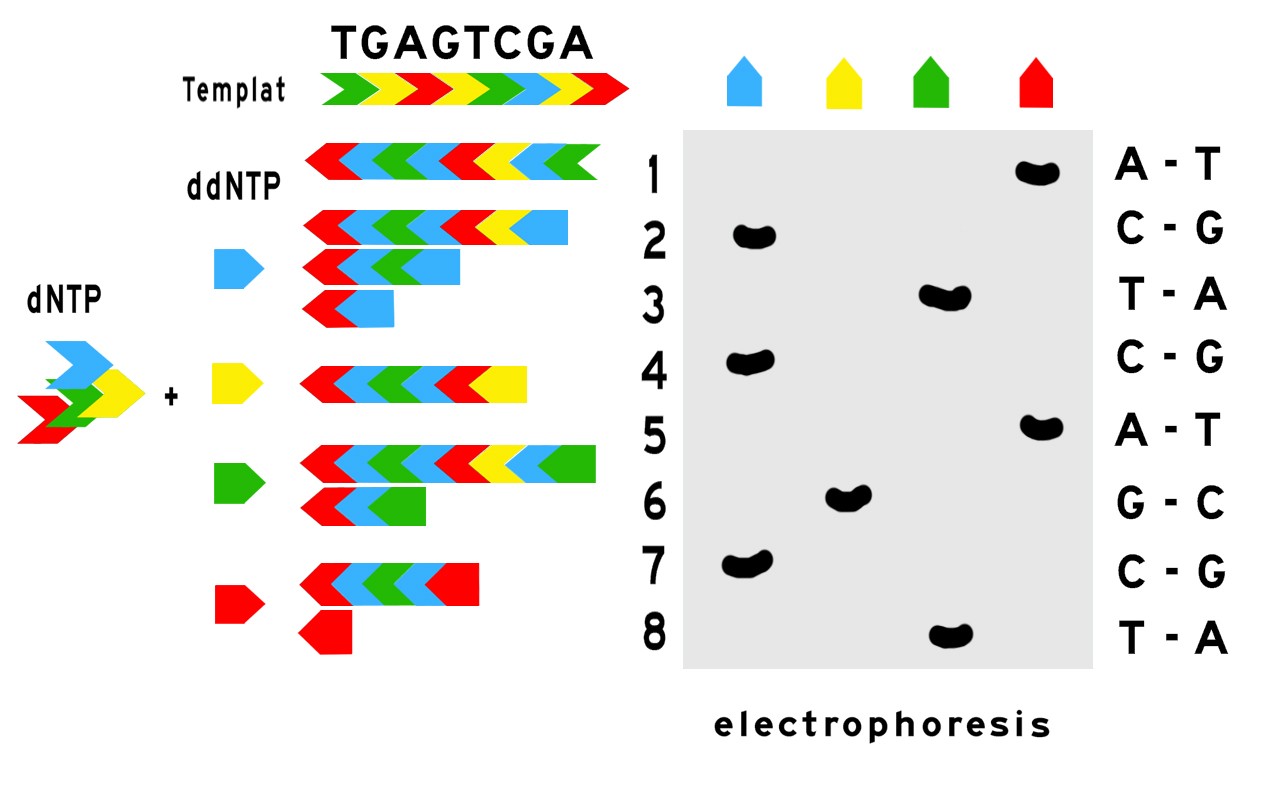 TGAGTCGA
Templat
ddNTP
dNTP
+
1 A - T
2 C - G
3 T - A
4 C - G
5 A - T
6 G - C
7 C - G
8 T - A
electrophoresis